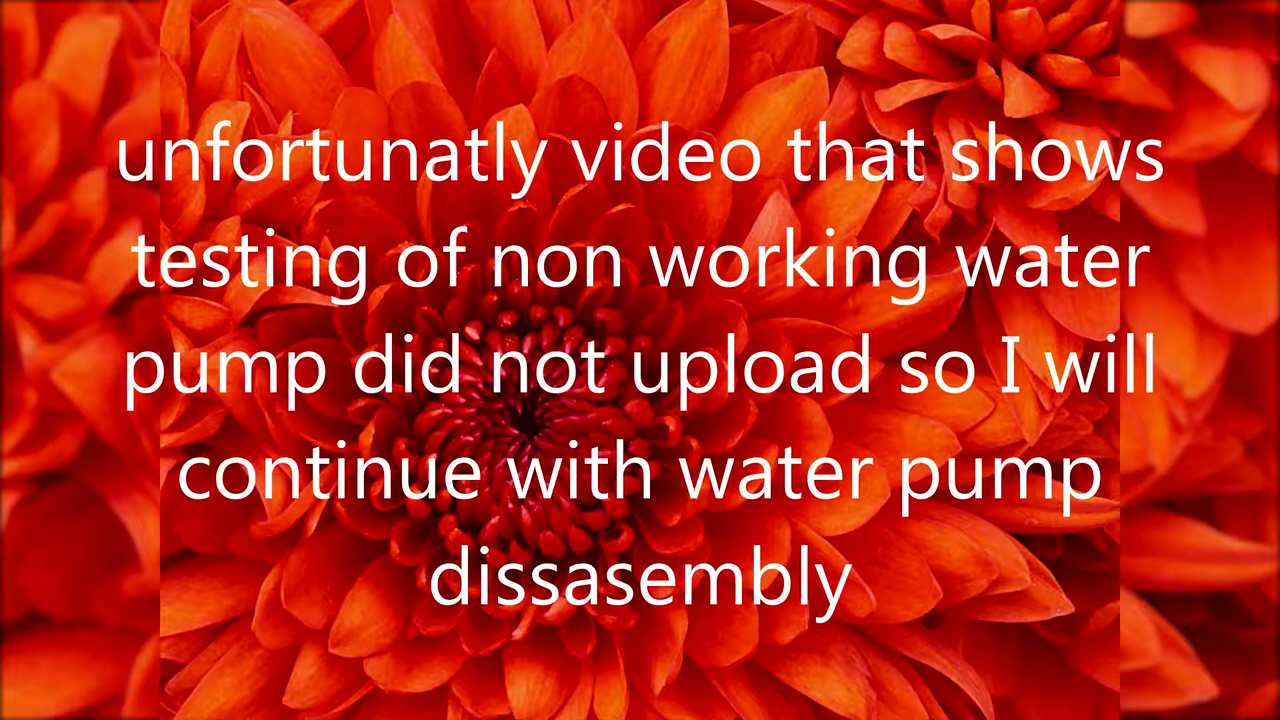 unfortunatly video that shows
testing of non working water
pump did not upload so I will
continue with water pump
dissasembly